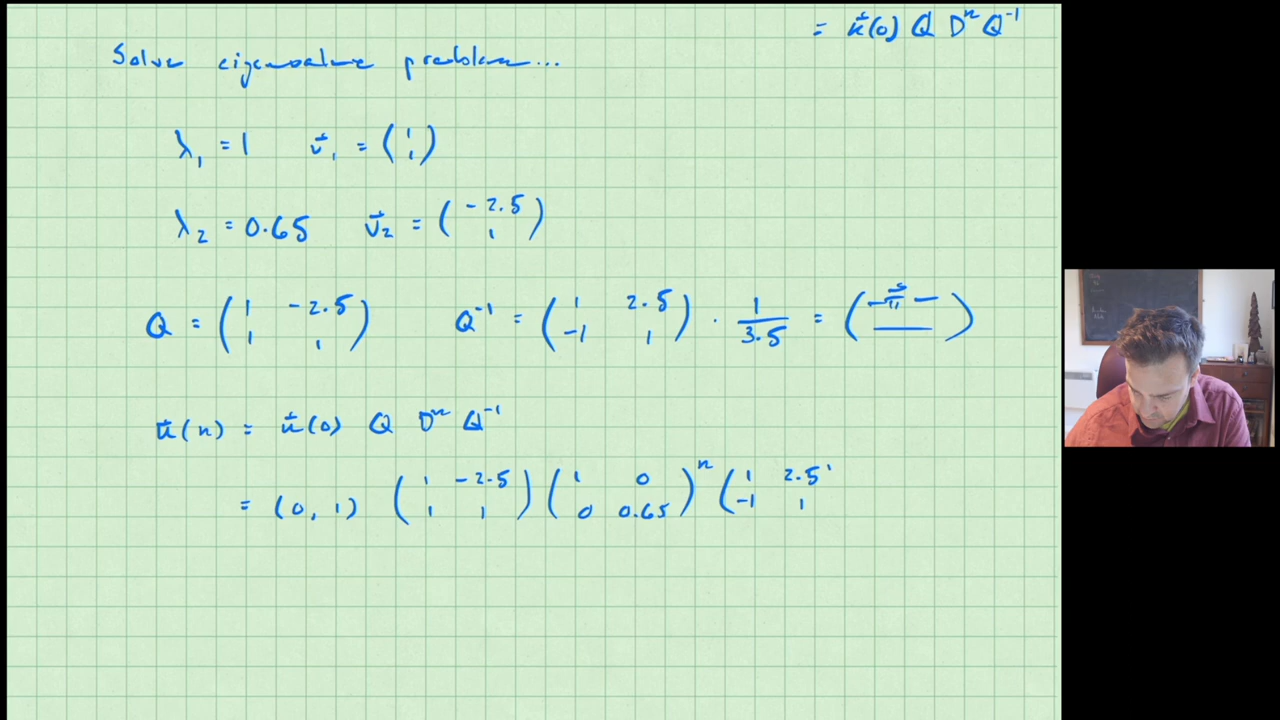 = u⃗(0) Q Dⁿ Q⁻¹
Solve eigenvalue problem...
λ₁ = 1    v⃗₁ = ( 1 ; 1 )
λ₂ = 0.65    v⃗₂ = ( -2.5 ; 1 )
Q = ( 1  -2.5 ; 1  1 )    Q⁻¹ = ( 1  2.5 ; -1  1 ) · 1/3.5 = ( )
u⃗(n) = u⃗(0) Q Dⁿ Q⁻¹
= (0, 1) ( 1  -2.5 ; 1  1 ) ( 1  0 ; 0  0.65 )ⁿ ( 1  2.5 ; -1  1